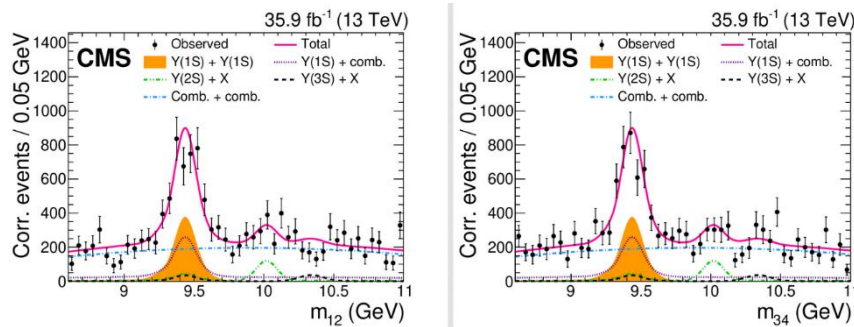 35.9 fb⁻¹ (13 TeV)
CMS
Observed
Total
Υ(1S) + Υ(1S)
Υ(1S) + comb.
Υ(2S) + X
Υ(3S) + X
Comb. + comb.
Corr. events / 0.05 GeV
1400
1200
1000
800
600
400
200
0
9
9.5
10
10.5
11
m₁₂ (GeV)
35.9 fb⁻¹ (13 TeV)
CMS
Observed
Total
Υ(1S) + Υ(1S)
Υ(1S) + comb.
Υ(2S) + X
Υ(3S) + X
Comb. + comb.
Corr. events / 0.05 GeV
1400
1200
1000
800
600
400
200
0
9
9.5
10
10.5
11
m₃₄ (GeV)